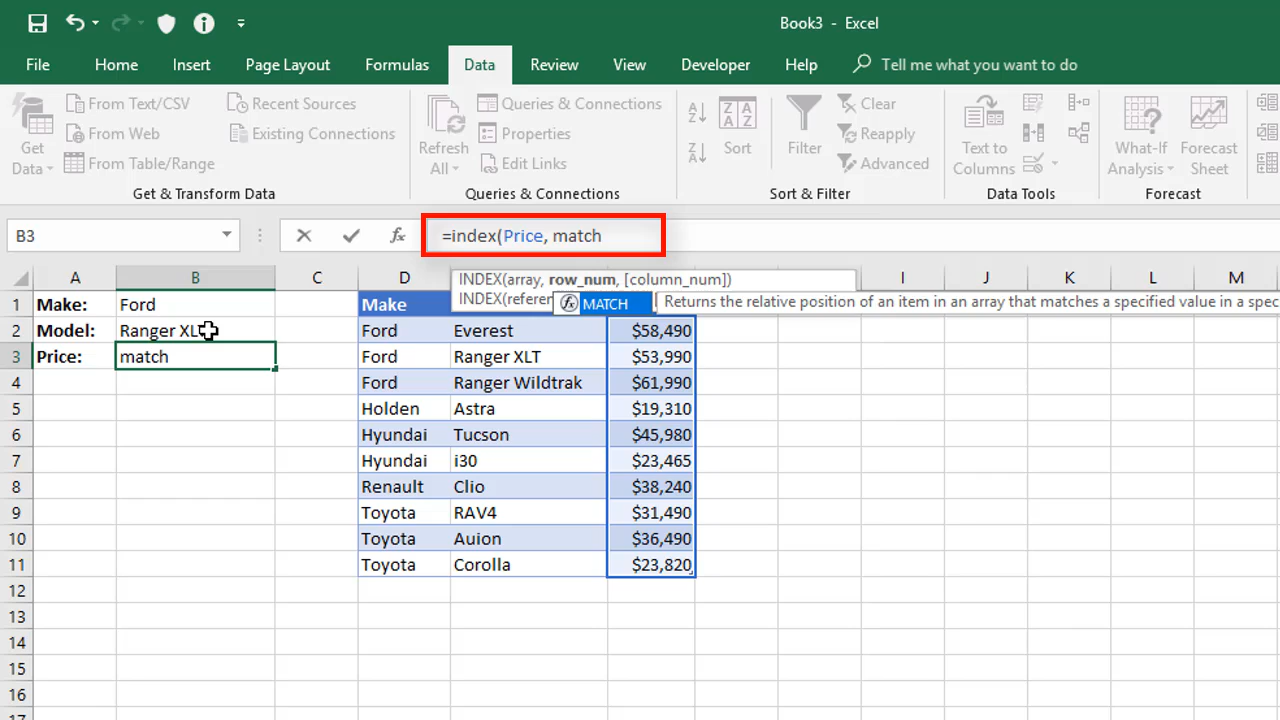 Book3 - Excel
File Home Insert Page Layout Formulas Data Review View Developer Help Tell me what you want to do
Get Data
From Text/CSV
From Web
From Table/Range
Recent Sources
Existing Connections
Get & Transform Data
Refresh All
Queries & Connections
Properties
Edit Links
Queries & Connections
Sort
Filter
Clear
Reapply
Advanced
Sort & Filter
Text to Columns
Data Tools
What-If Analysis
Forecast Sheet
Forecast
B3 fx =index(Price, match
INDEX(array, row_num, [column_num])
INDEX(referen
MATCH Returns the relative position of an item in an array that matches a specified value in a spec
A B C D I J K L M
1 Make: Ford Make
2 Model: Ranger XLT Ford Everest $58,490
3 Price: match Ford Ranger XLT $53,990
4 Ford Ranger Wildtrak $61,990
5 Holden Astra $19,310
6 Hyundai Tucson $45,980
7 Hyundai i30 $23,465
8 Renault Clio $38,240
9 Toyota RAV4 $31,490
10 Toyota Auion $36,490
11 Toyota Corolla $23,820
12
13
14
15
16
17